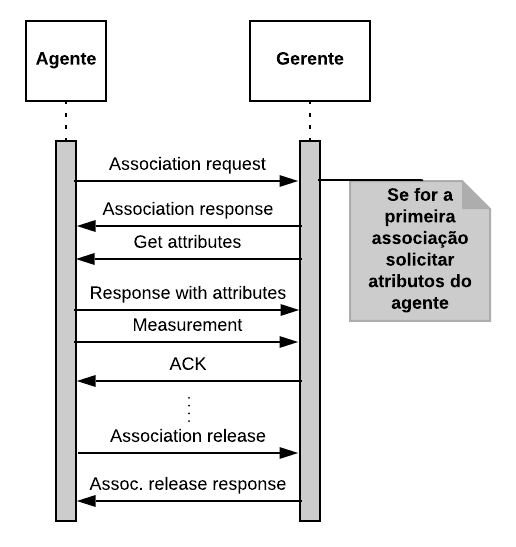 Agente
Gerente
Association request
Se for a
primeira
associação
solicitar
atributos do
agente
Association response
Get attributes
Response with attributes
Measurement
ACK
Association release
Assoc. release response